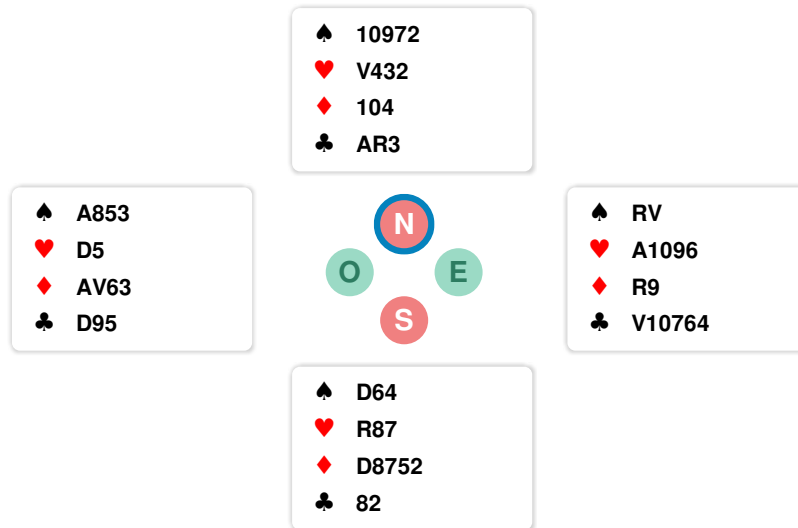 ♠ 10972
♥ V432
♦ 104
♣ AR3
♠ A853
♥ D5
♦ AV63
♣ D95
N
O E
S
♠ RV
♥ A1096
♦ R9
♣ V10764
♠ D64
♥ R87
♦ D8752
♣ 82